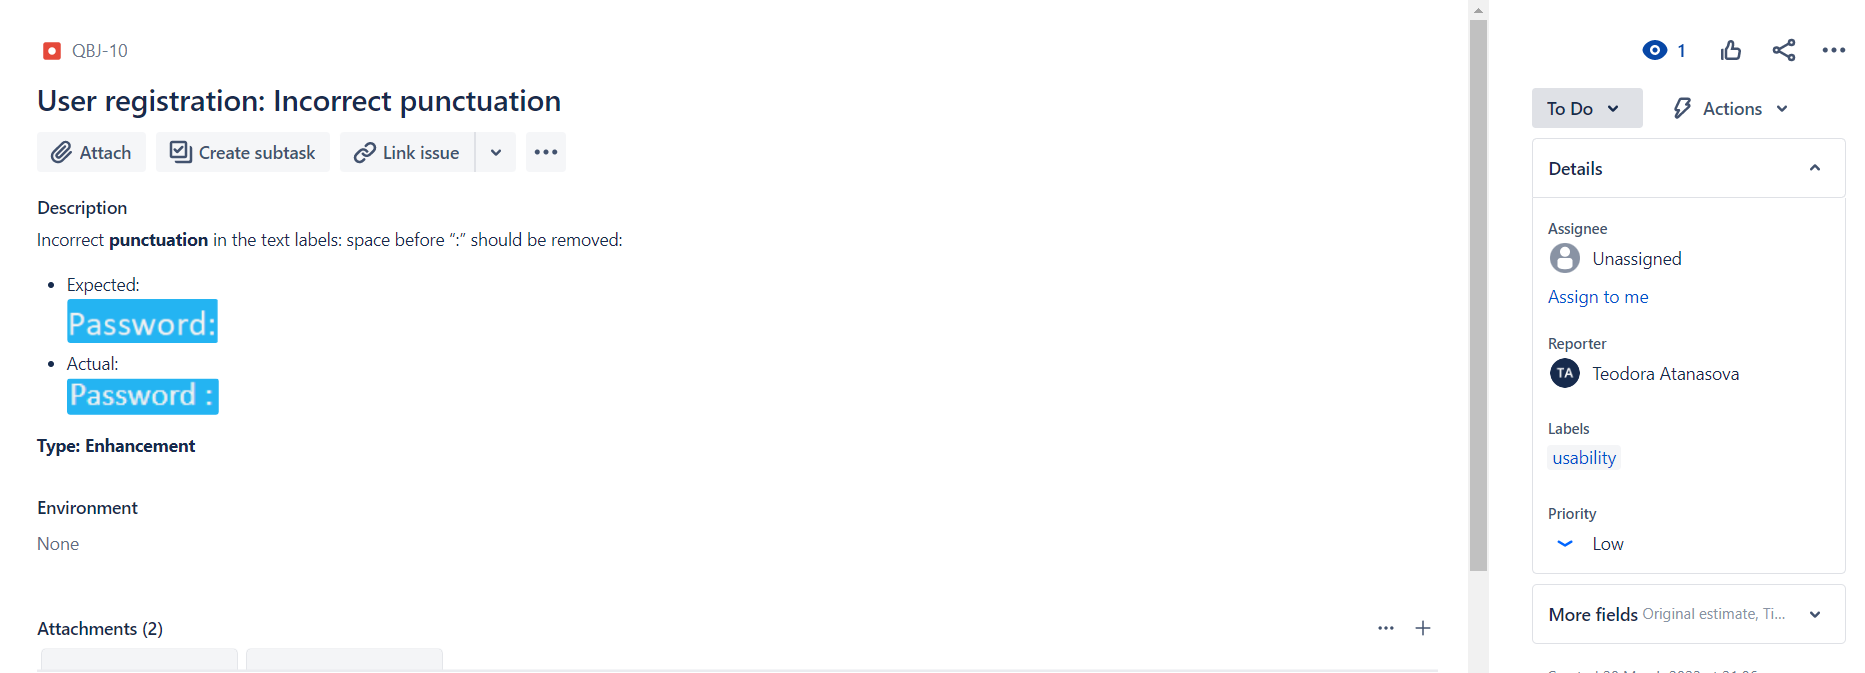 QBJ-10
User registration: Incorrect punctuation
Attach
Create subtask
Link issue
Description
Incorrect punctuation in the text labels: space before “:” should be removed:
Expected:
Password:
Actual:
Password :
Type: Enhancement
Environment
None
Attachments (2)
1
To Do
Actions
Details
Assignee
Unassigned
Assign to me
Reporter
TA
Teodora Atanasova
Labels
usability
Priority
Low
More fields Original estimate, Ti...